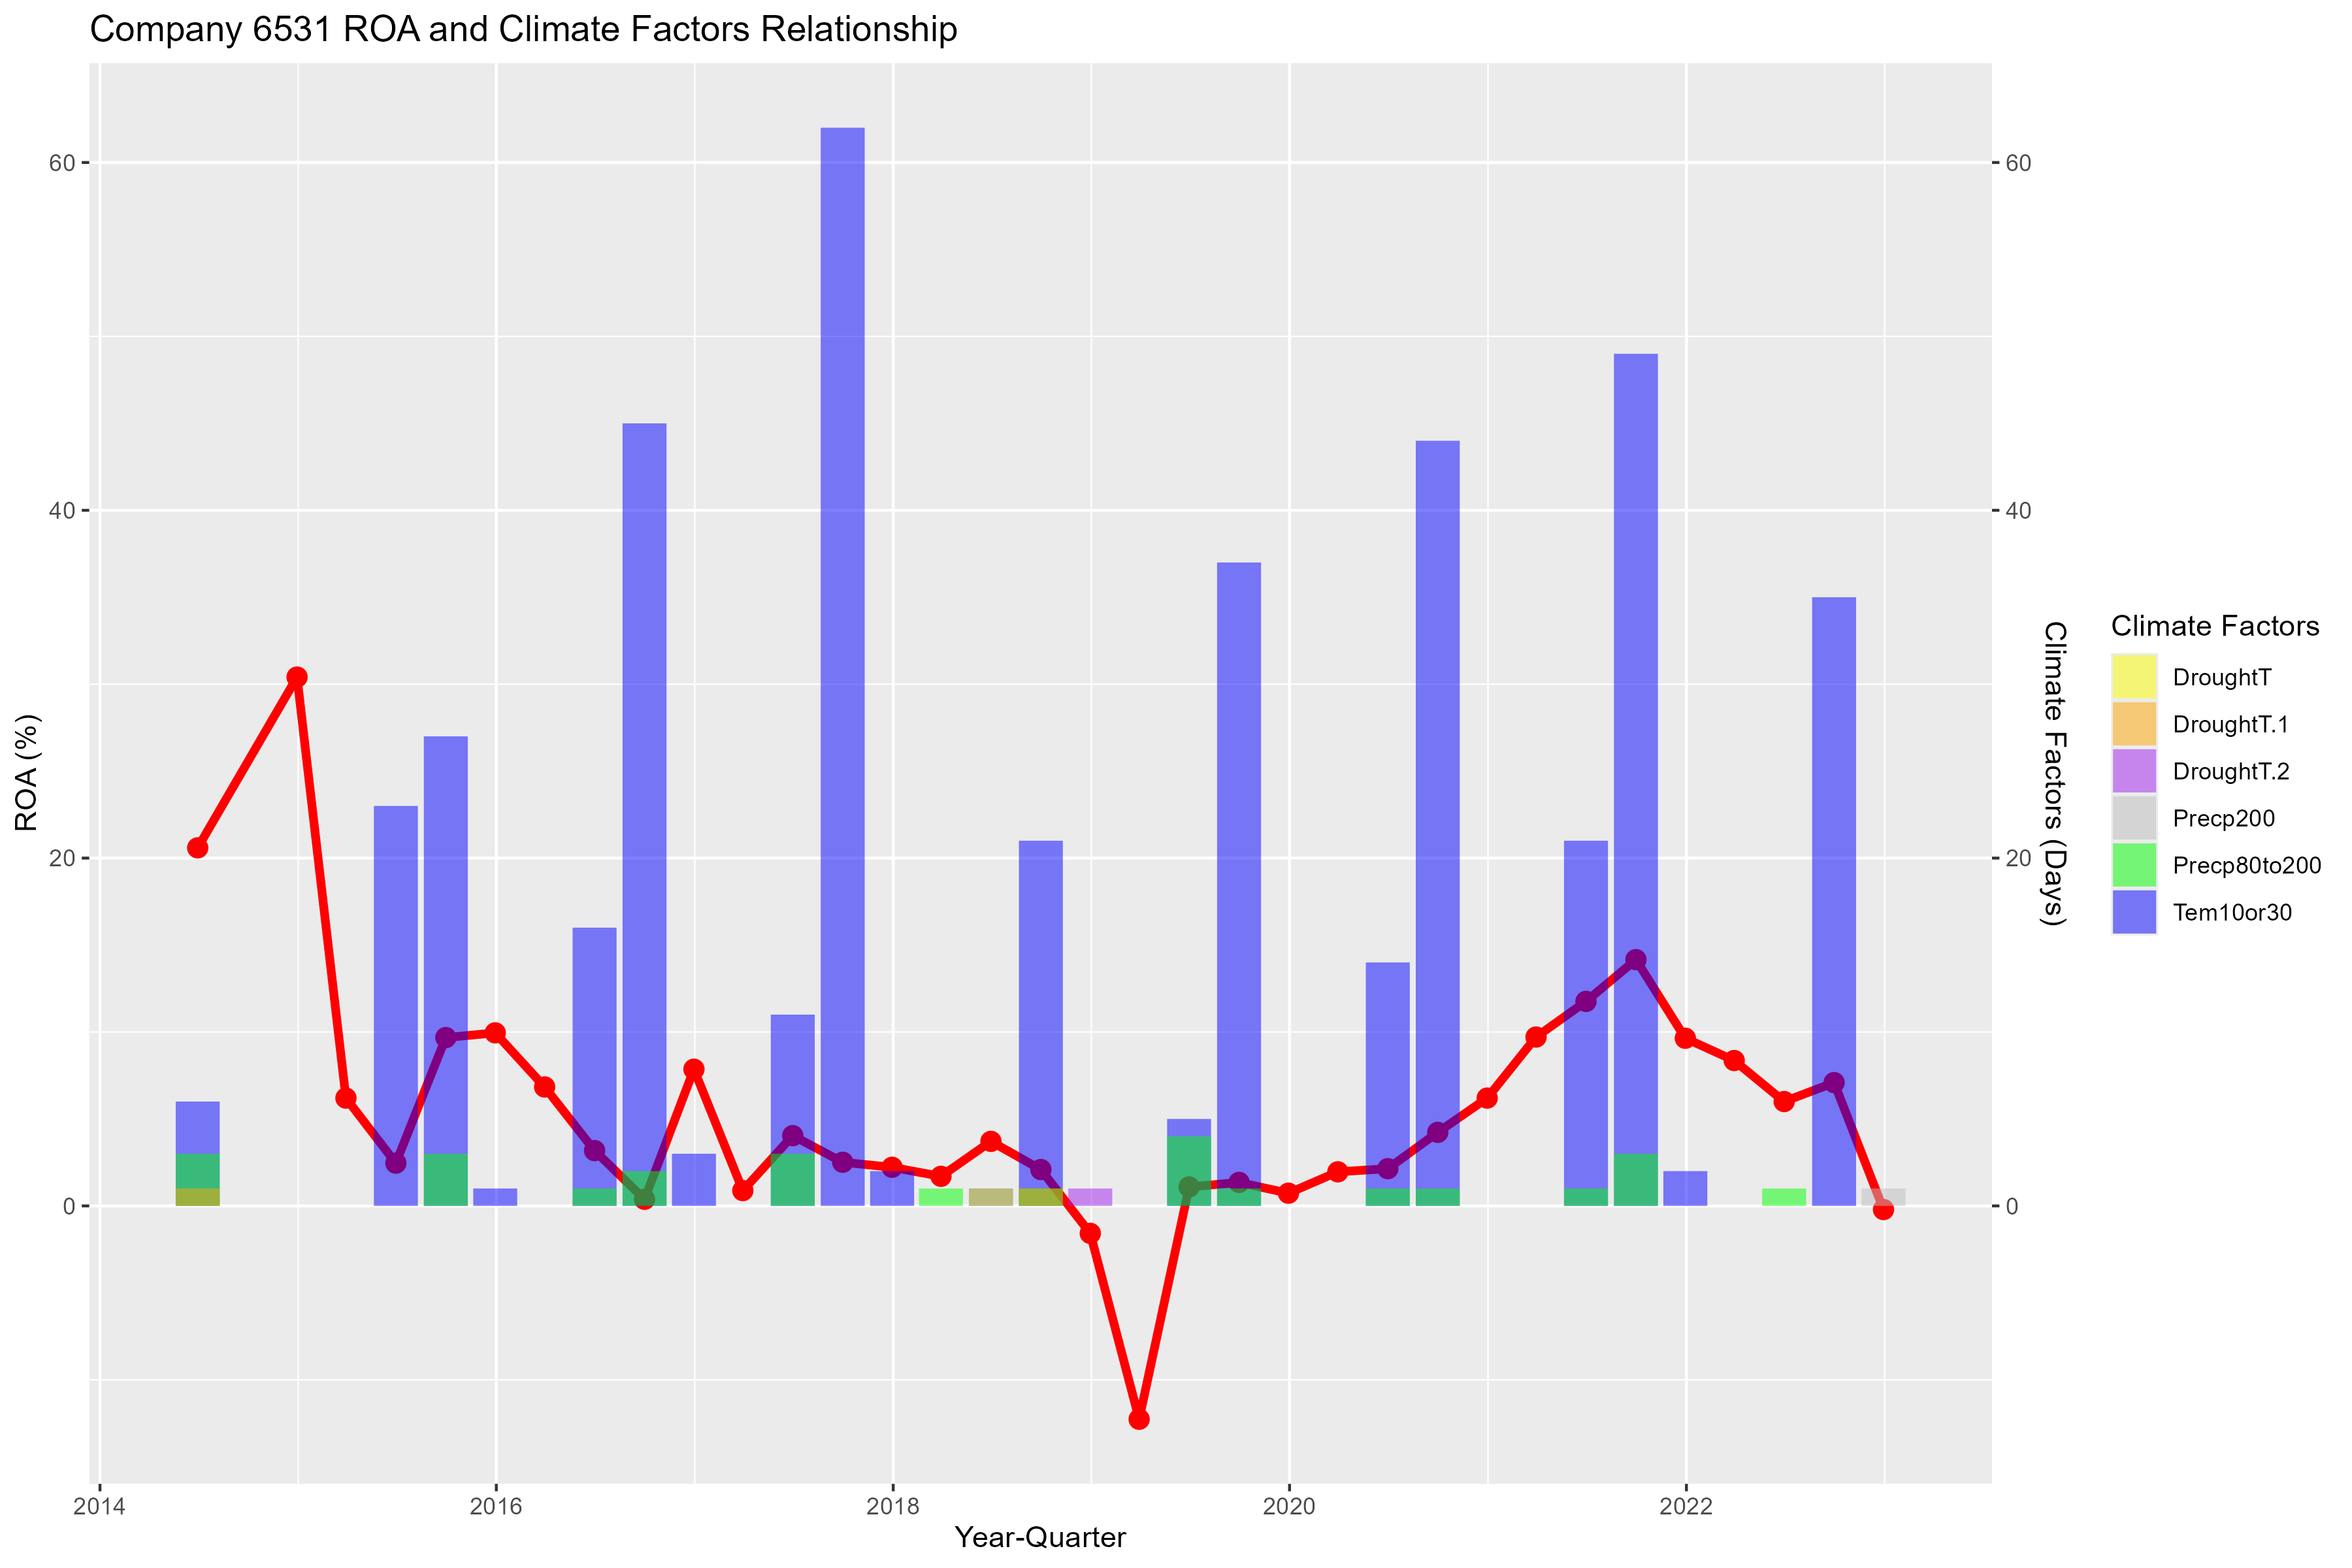 Company 6531 ROA and Climate Factors Relationship
60
40
20
0
ROA (%)
2014
2016
2018
2020
2022
Year-Quarter
60
40
20
0
Climate Factors (Days)
Climate Factors
DroughtT
DroughtT.1
DroughtT.2
Precp200
Precp80to200
Tem10or30